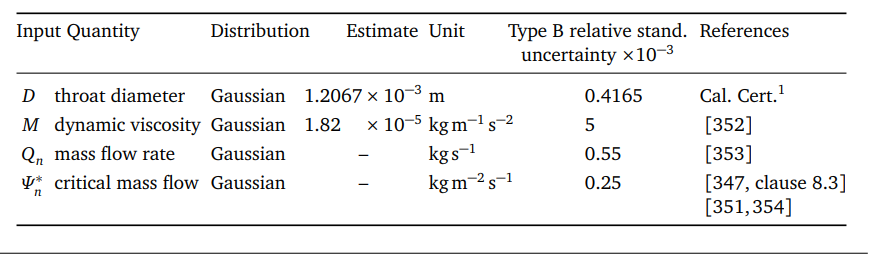 Input Quantity Distribution Estimate Unit Type B relative stand. uncertainty ×10⁻³ References
D throat diameter Gaussian 1.2067 × 10⁻³ m 0.4165 Cal. Cert.¹
M dynamic viscosity Gaussian 1.82 × 10⁻⁵ kg m⁻¹ s⁻² 5 [352]
Qₙ mass flow rate Gaussian – kg s⁻¹ 0.55 [353]
Ψ*ₙ critical mass flow Gaussian – kg m⁻² s⁻¹ 0.25 [347, clause 8.3]
[351,354]